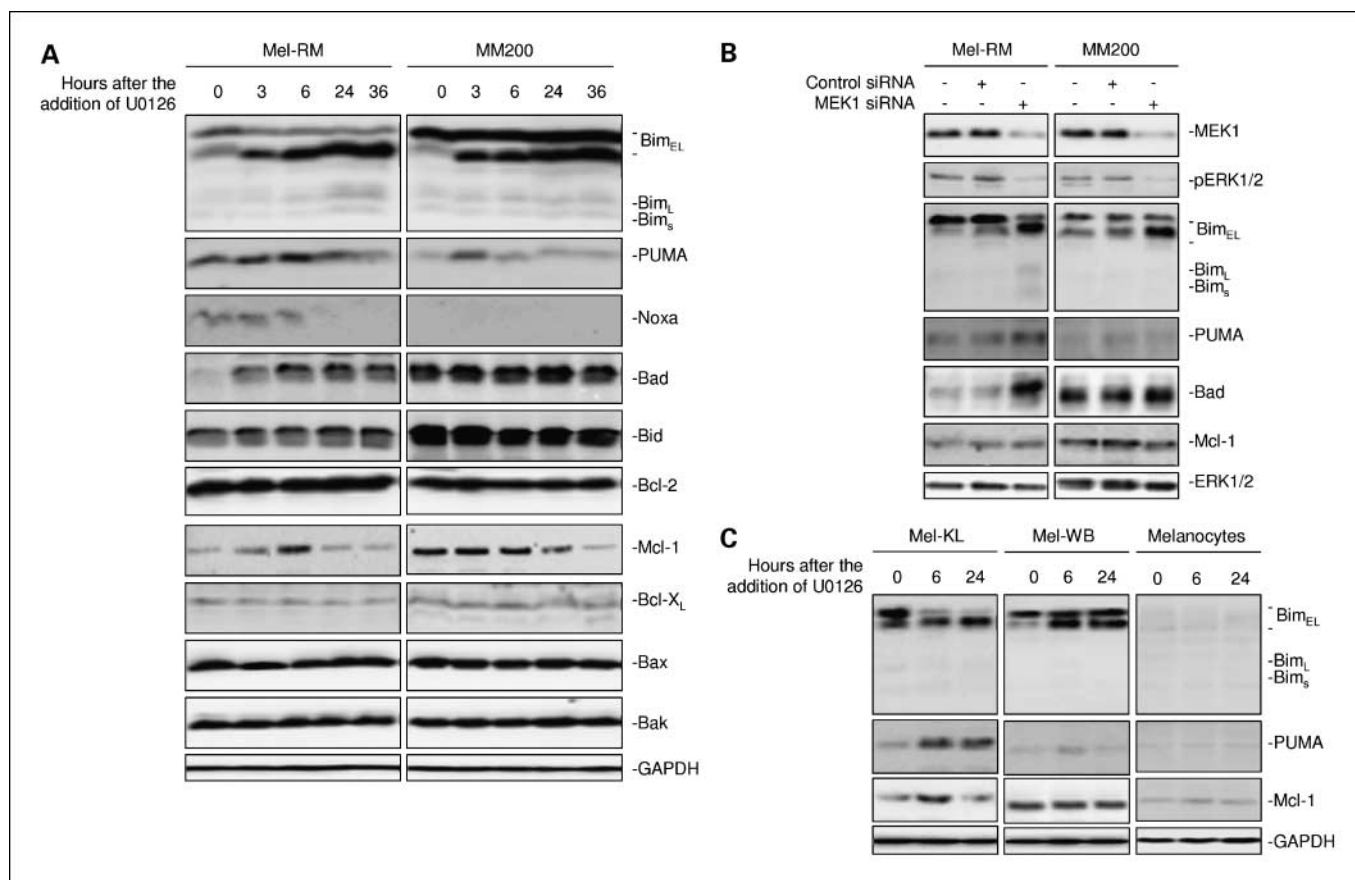 A
Mel-RM MM200
Hours after the
addition of U0126
0 3 6 24 36 0 3 6 24 36
- BimEL
-
-BimL
-Bims
-PUMA
-Noxa
-Bad
-Bid
-Bcl-2
-Mcl-1
-Bcl-XL
-Bax
-Bak
-GAPDH
B
Mel-RM MM200
Control siRNA - + - - + -
MEK1 siRNA - - + - - +
-MEK1
-pERK1/2
- BimEL
-
-BimL
-Bims
-PUMA
-Bad
-Mcl-1
-ERK1/2
C
Mel-KL Mel-WB Melanocytes
Hours after the
addition of U0126
0 6 24 0 6 24 0 6 24
- BimEL
-
-BimL
-Bims
-PUMA
-Mcl-1
-GAPDH